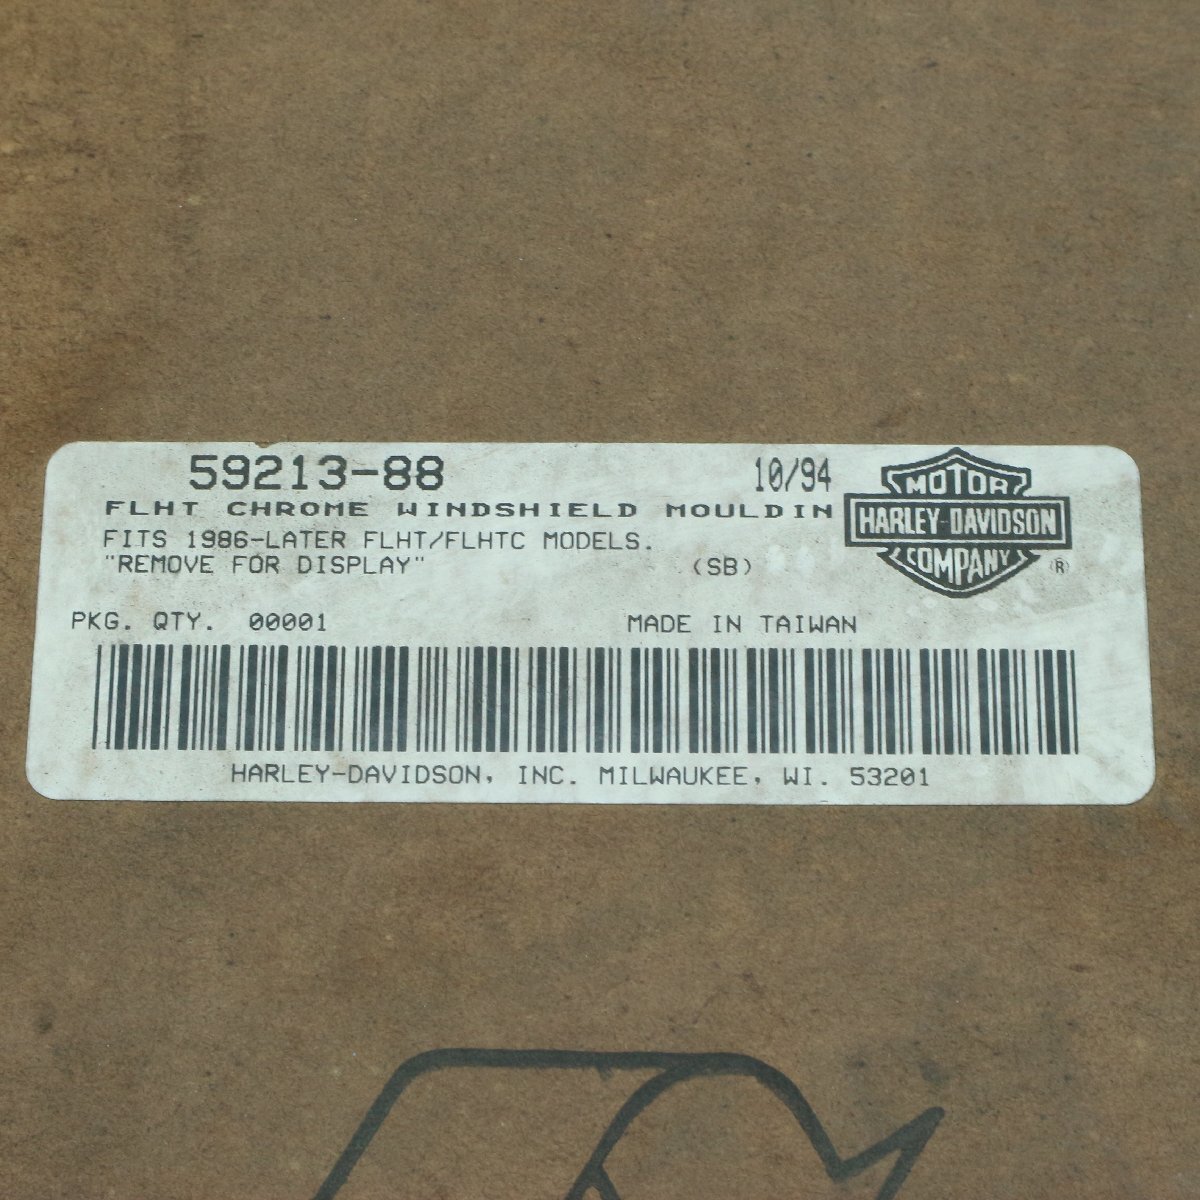 59213-88 10/94
FLHT CHROME WINDSHIELD MOULDIN
FITS 1986-LATER FLHT/FLHTC MODELS.
"REMOVE FOR DISPLAY" (SB)
MOTOR
HARLEY-DAVIDSON
COMPANY ®
PKG. QTY. 00001 MADE IN TAIWAN
HARLEY-DAVIDSON, INC. MILWAUKEE, WI. 53201